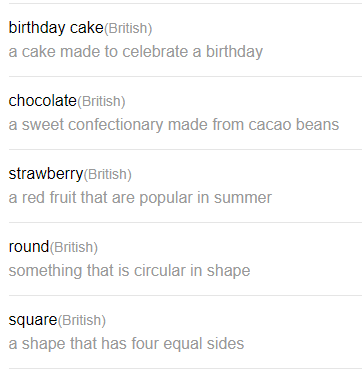 birthday cake(British)
a cake made to celebrate a birthday
chocolate(British)
a sweet confectionary made from cacao beans
strawberry(British)
a red fruit that are popular in summer
round(British)
something that is circular in shape
square(British)
a shape that has four equal sides